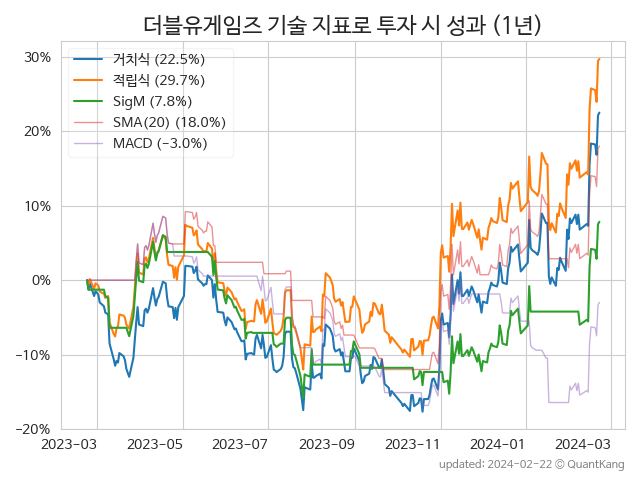 더블유게임즈 기술 지표로 투자 시 성과 (1년)
거치식 (22.5%)
적립식 (29.7%)
SigM (7.8%)
SMA(20) (18.0%)
MACD (−3.0%)
30%
20%
10%
0%
−10%
−20%
2023−03 2023−05 2023−07 2023−09 2023−11 2024−01 2024−03
updated: 2024−02−22 © QuantKang